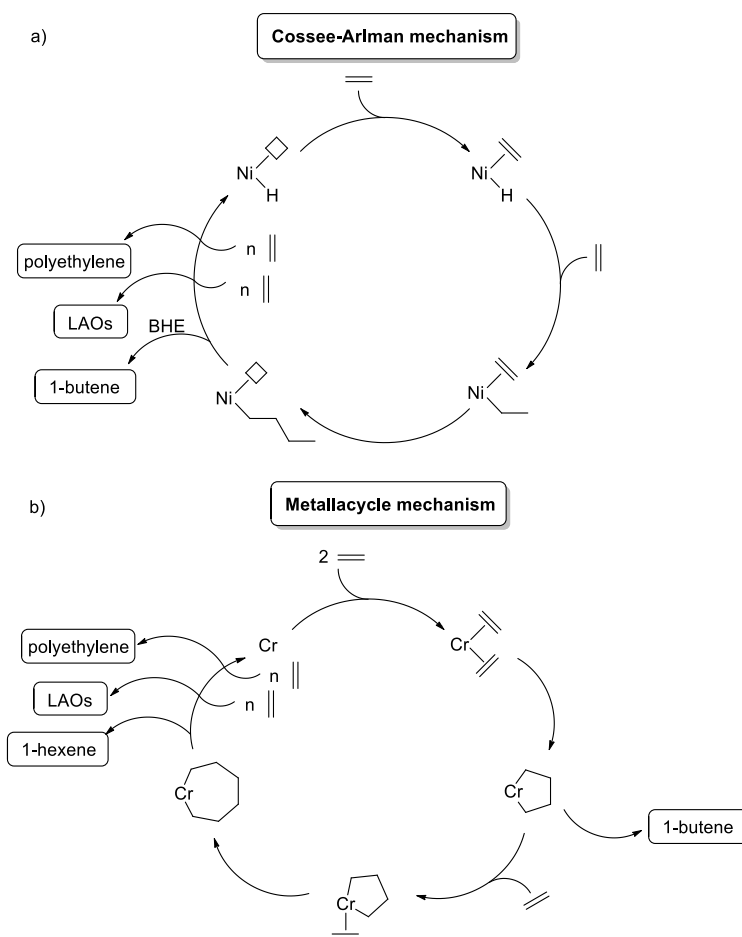 a)
Cossee-Arlman mechanism
Ni
H
Ni
H
n
polyethylene
n
LAOs
BHE
1-butene
Ni
Ni
b)
Metallacycle mechanism
2
Cr
Cr
polyethylene
n
LAOs
n
1-hexene
Cr
Cr
1-butene
Cr